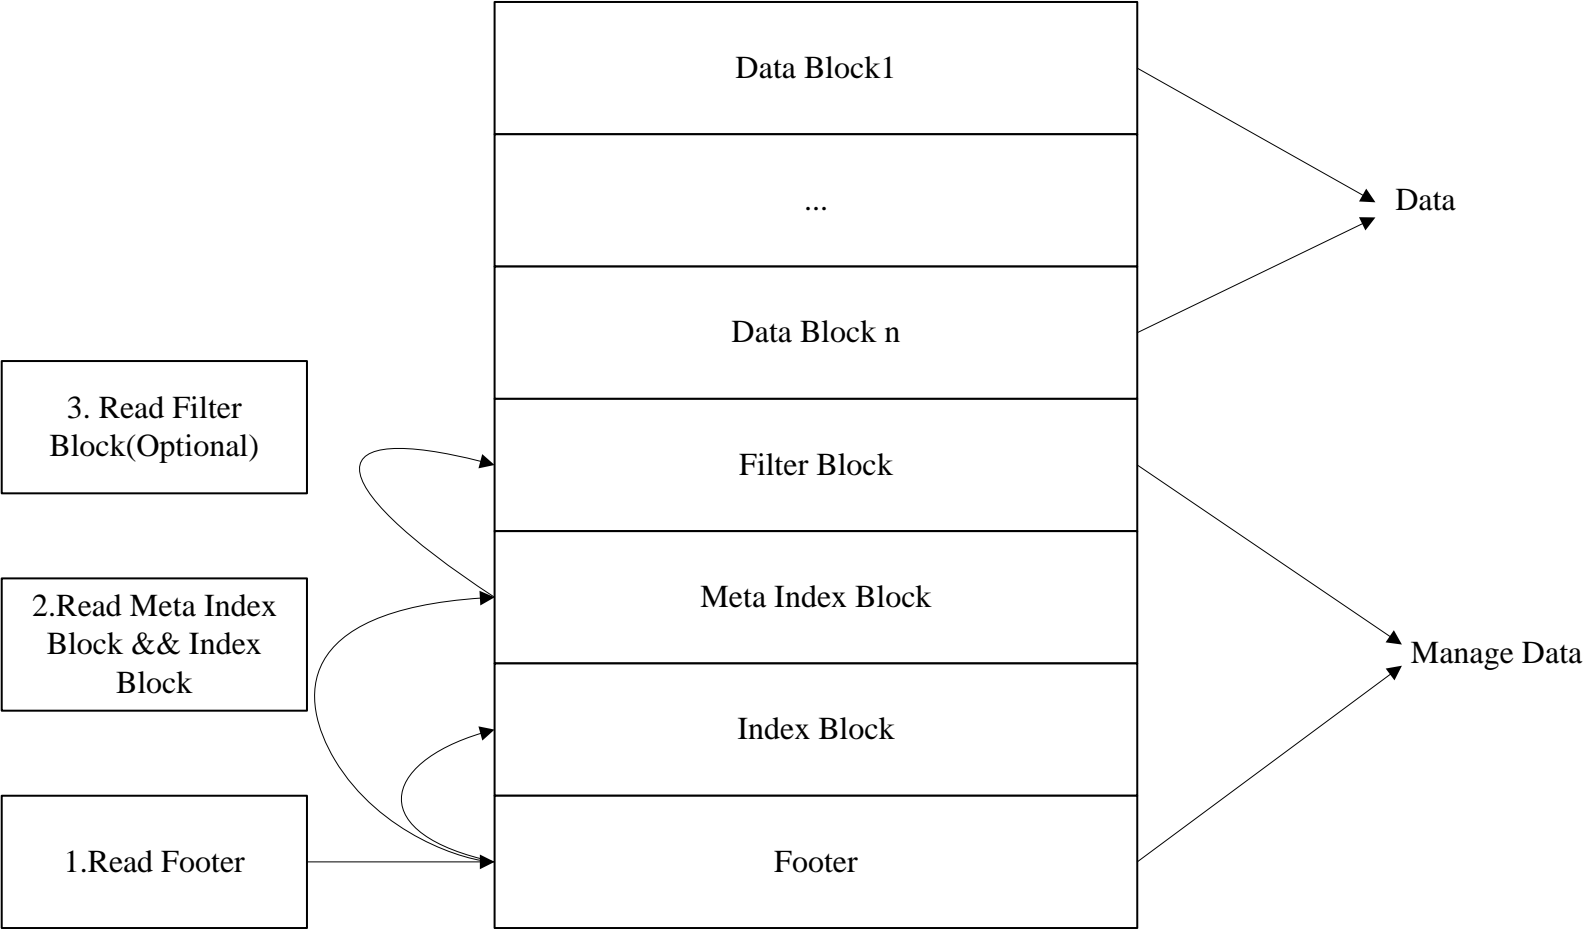 Data Block1
...
Data
Data Block n
3. Read Filter
Block(Optional)
Filter Block
2.Read Meta Index
Block && Index
Block
Meta Index Block
Manage Data
Index Block
1.Read Footer
Footer